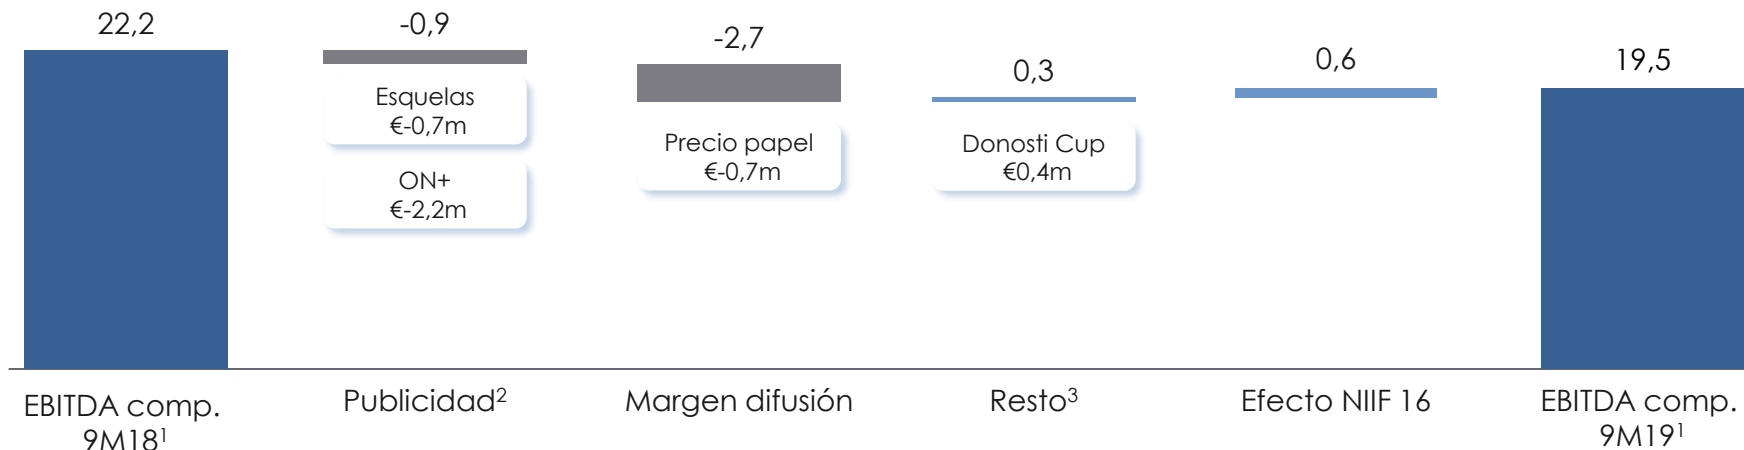 22,2
-0,9
-2,7
0,3
0,6
19,5
Esquelas
€-0,7m
ON+
€-2,2m
Precio papel
€-0,7m
Donosti Cup
€0,4m
EBITDA comp.
9M18¹
Publicidad²
Margen difusión
Resto³
Efecto NIIF 16
EBITDA comp.
9M19¹